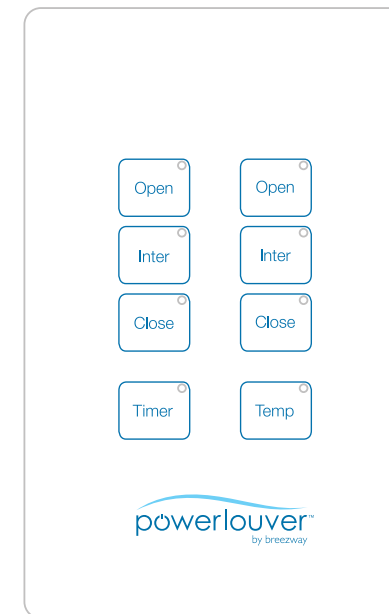 Open Open
Inter Inter
Close Close
Timer Temp
powerlouver™
by breezway